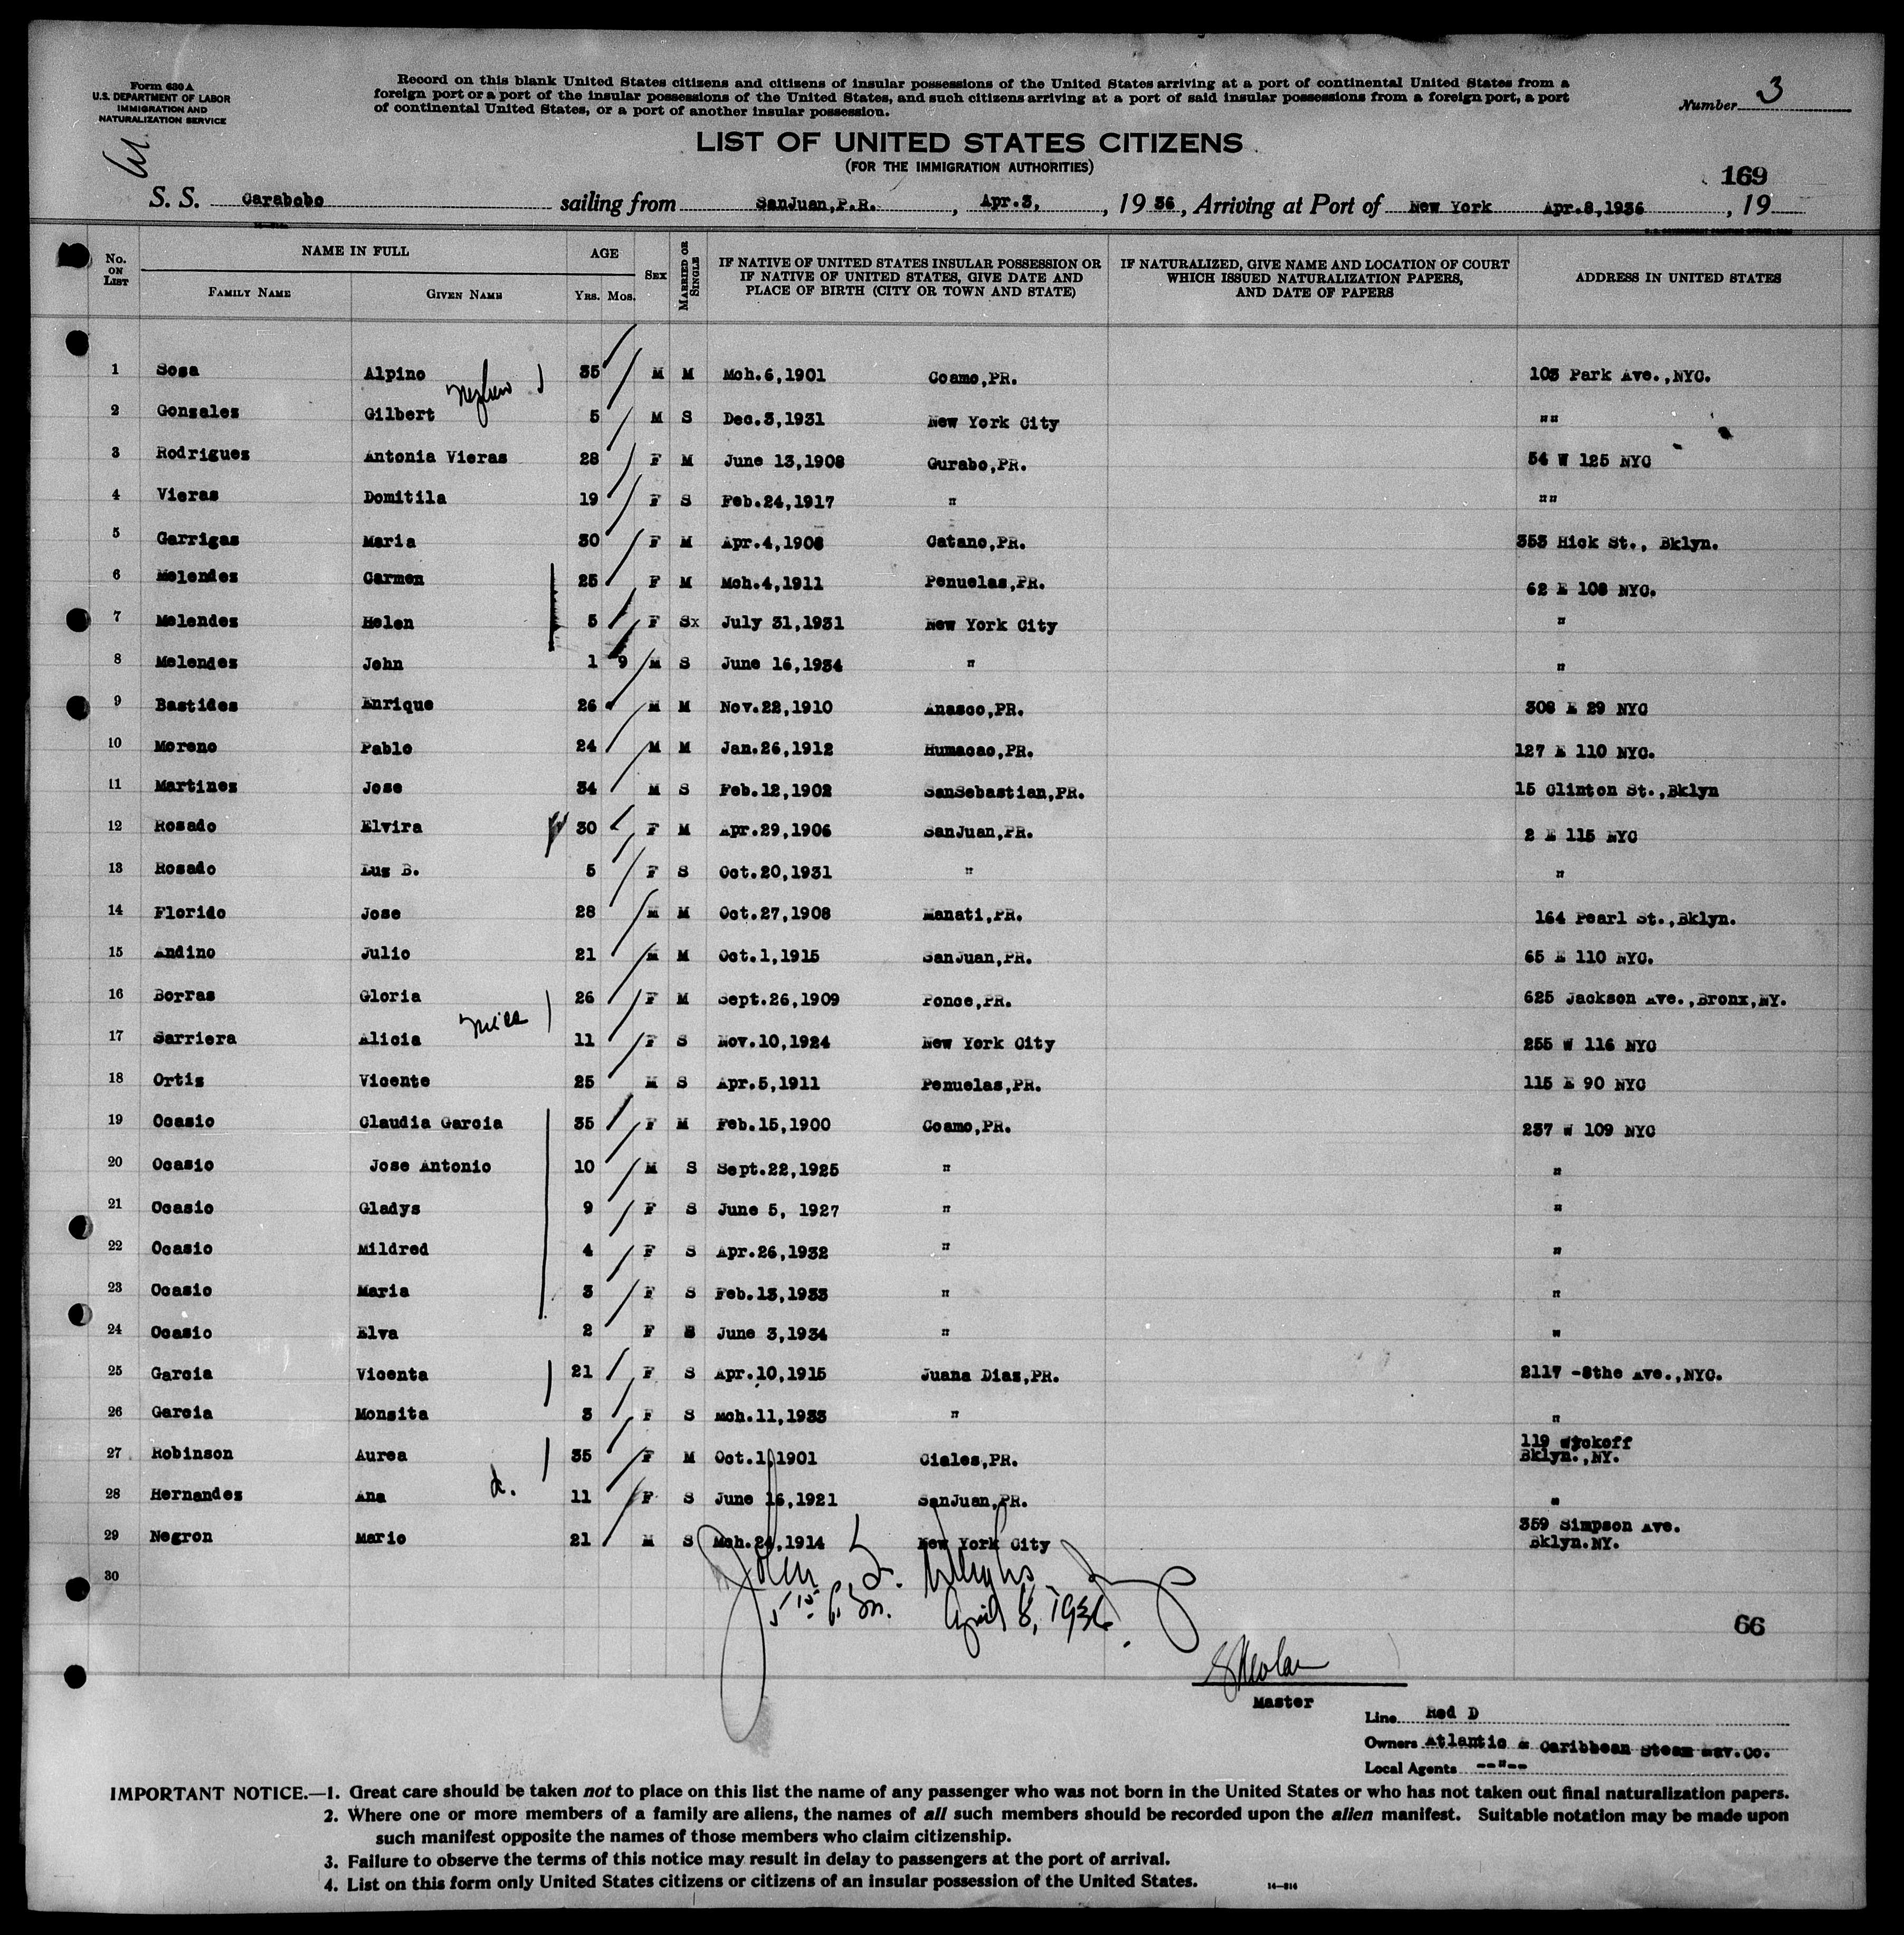 Form 630 A
U.S. DEPARTMENT OF LABOR
IMMIGRATION AND
NATURALIZATION SERVICE
Record on this blank United States citizens and citizens of insular possessions of the United States arriving at a port of continental United States from a
foreign port or a port of the insular possessions of the United States, and such citizens arriving at a port of said insular possessions from a foreign port, a port
of continental United States, or a port of another insular possession.
Number 3
LIST OF UNITED STATES CITIZENS
(FOR THE IMMIGRATION AUTHORITIES)
169
S. S. Carabobo sailing from SanJuan,P.R. , Apr.3, , 19 36 , Arriving at Port of New York Apr.8,1936 , 19
No. ON LIST NAME IN FULL FAMILY NAME GIVEN NAME AGE YRS. MOS. SEX MARRIED OR SINGLE IF NATIVE OF UNITED STATES INSULAR POSSESSION OR IF NATIVE OF UNITED STATES, GIVE DATE AND PLACE OF BIRTH (CITY OR TOWN AND STATE) IF NATURALIZED, GIVE NAME AND LOCATION OF COURT WHICH ISSUED NATURALIZATION PAPERS, AND DATE OF PAPERS ADDRESS IN UNITED STATES
1 Sosa Alpino 35 M M Mch.6,1901 Coamo,PR. 103 Park Ave.,NYC.
nephew
2 Gonzales Gilbert 5 M S Dec.3,1931 New York City ""
3 Rodriguez Antonia Vieras 28 F M June 13,1908 Gurabo,PR. 54 W 125 NYC
4 Vieras Domitila 19 F S Feb.24,1917 " ""
5 Garrigas Maria 30 F M Apr.4,1906 Catano,PR. 353 Hick St., Bklyn.
6 Melendez Carmen 25 F M Mch.4,1911 Penuelas,PR. 62 E 108 NYC.
7 Melendez Helen 5 F Sx July 31,1931 New York City "
8 Melendez John 1 9 M S June 16,1934 " "
9 Bastides Enrique 26 M M Nov.22,1910 Anasco,PR. 308 E 29 NYC
10 Moreno Pablo 24 M M Jan.26,1912 Humacao,PR. 127 E 110 NYC.
11 Martinez Jose 34 M S Feb.12,1902 SanSebastian,PR. 15 Clinton St.,Bklyn
12 Rosado Elvira 30 F M Apr.29,1906 SanJuan,PR. 2 E 115 NYC
13 Rosado Luz B. 5 F S Oct.20,1931 " "
14 Florido Jose 28 M M Oct.27,1908 Manati,PR. 164 Pearl St.,Bklyn.
15 Andino Julio 21 M M Oct.1,1915 SanJuan,PR. 65 E 110 NYC.
16 Borras Gloria 26 F M Sept.26,1909 Ponce,PR. 625 Jackson Ave.,Bronx,NY.
niece
17 Sarriera Alicia 11 F S Nov.10,1924 New York City 255 W 116 NYC
18 Ortiz Vicente 25 M S Apr.5,1911 Penuelas,PR. 115 E 90 NYC
19 Ocasio Claudia Garcia 35 F M Feb.15,1900 Coamo,PR. 237 W 109 NYC
20 Ocasio Jose Antonio 10 M S Sept.22,1925 " "
21 Ocasio Gladys 9 F S June 5, 1927 " "
22 Ocasio Mildred 4 F S Apr.26,1932 " "
23 Ocasio Maria 3 F S Feb.13,1933 " "
24 Ocasio Elva 2 F S June 3,1934 " "
25 Garcia Vicenta 21 F S Apr.10,1915 Juana Diaz,PR. 2117 -8the Ave.,NYC.
26 Garcia Monsita 3 F S Mch.11,1933 " "
27 Robinson Aurea 35 F M Oct.1,1901 Ciales,PR. 119 Wyckoff Bklyn.,NY.
d.
28 Hernandez Ana 11 F S June 16,1921 SanJuan,PR. "
29 Negron Mario 21 M S Mch.24,1914 New York City 359 Simpson Ave. Bklyn.NY.
30
John
April 8, 1936
66
Master
Line Red D
Owners Atlantic & Caribbean Steam Nav.Co.
Local Agents --"--
IMPORTANT NOTICE.—1. Great care should be taken not to place on this list the name of any passenger who was not born in the United States or who has not taken out final naturalization papers.
2. Where one or more members of a family are aliens, the names of all such members should be recorded upon the alien manifest. Suitable notation may be made upon
such manifest opposite the names of those members who claim citizenship.
3. Failure to observe the terms of this notice may result in delay to passengers at the port of arrival.
4. List on this form only United States citizens or citizens of an insular possession of the United States.
14—814